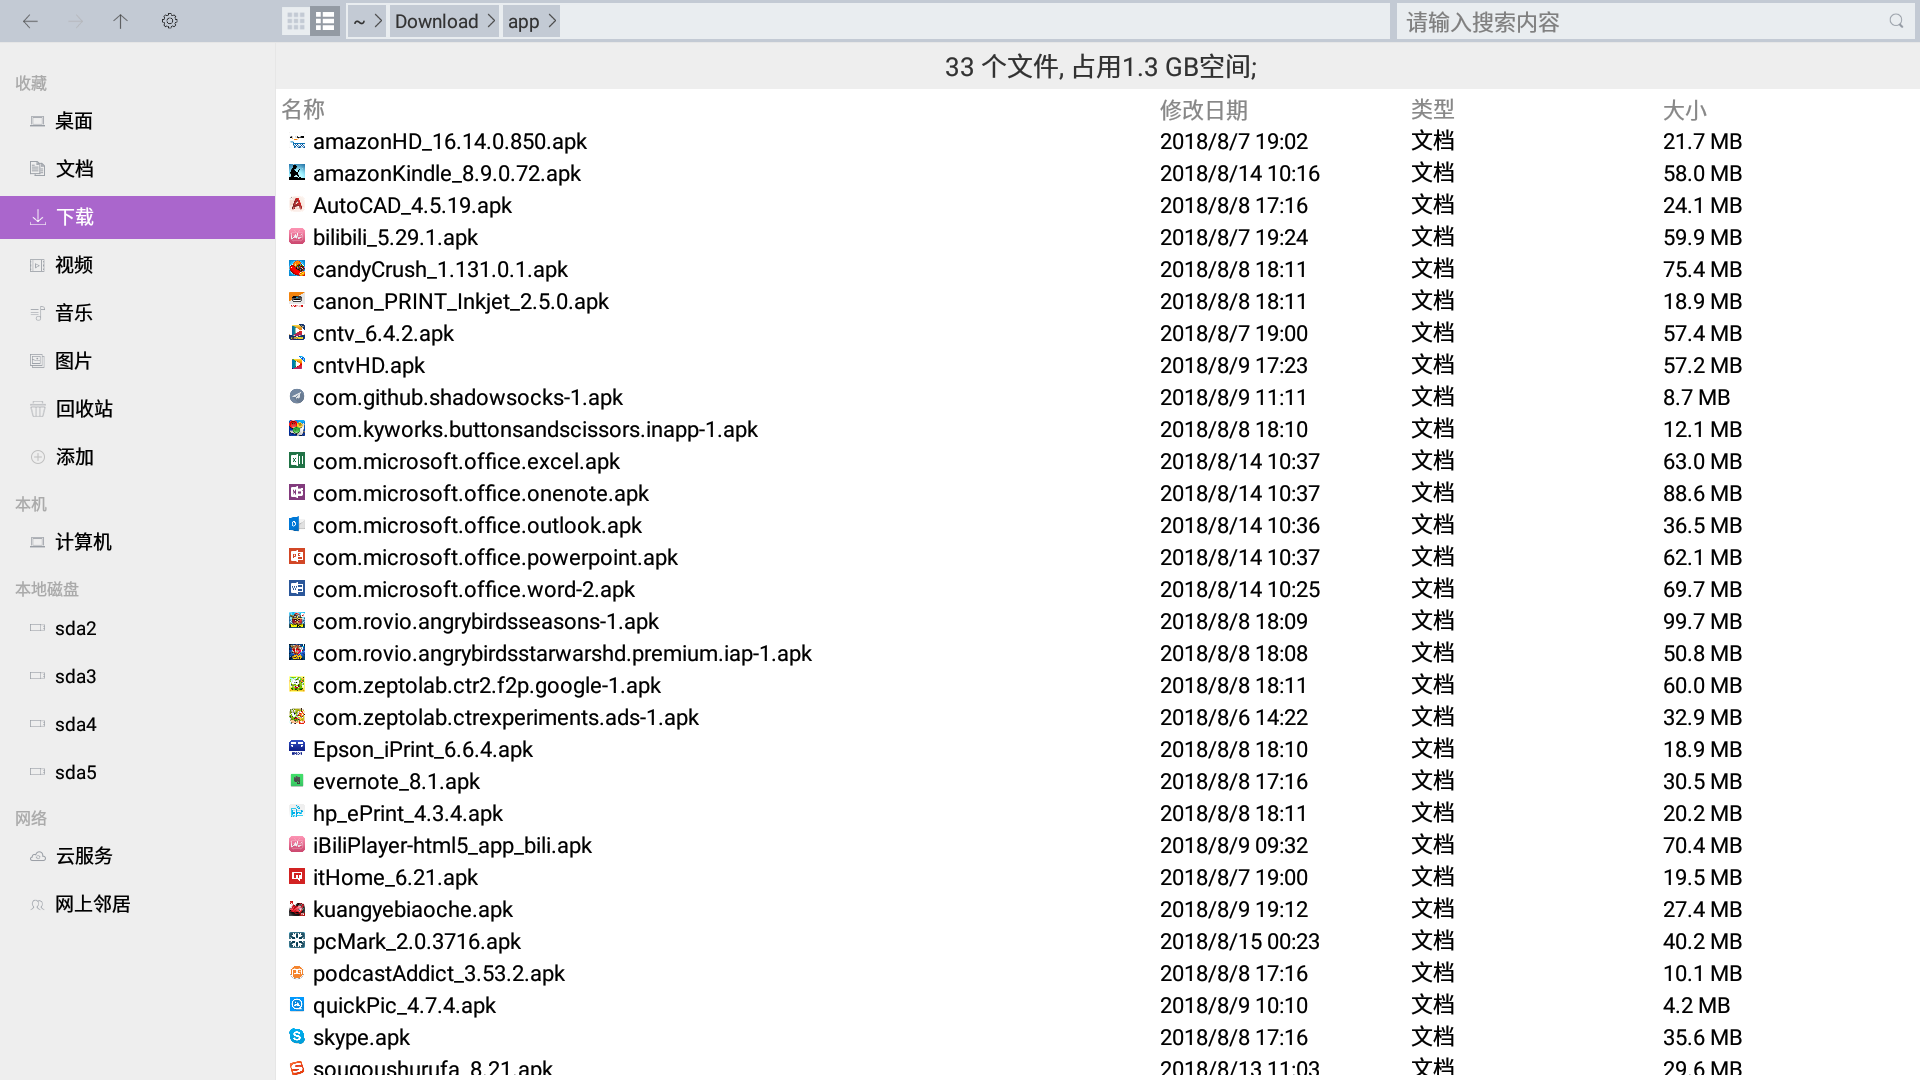 ~ Download app 请输入搜索内容
33 个文件, 占用1.3 GB空间;
收藏
桌面
文档
下载
视频
音乐
图片
回收站
添加
本机
计算机
本地磁盘
sda2
sda3
sda4
sda5
网络
云服务
网上邻居
名称 修改日期 类型 大小
amazonHD_16.14.0.850.apk 2018/8/7 19:02 文档 21.7 MB
amazonKindle_8.9.0.72.apk 2018/8/14 10:16 文档 58.0 MB
AutoCAD_4.5.19.apk 2018/8/8 17:16 文档 24.1 MB
bilibili_5.29.1.apk 2018/8/7 19:24 文档 59.9 MB
candyCrush_1.131.0.1.apk 2018/8/8 18:11 文档 75.4 MB
canon_PRINT_Inkjet_2.5.0.apk 2018/8/8 18:11 文档 18.9 MB
cntv_6.4.2.apk 2018/8/7 19:00 文档 57.4 MB
cntvHD.apk 2018/8/9 17:23 文档 57.2 MB
com.github.shadowsocks-1.apk 2018/8/9 11:11 文档 8.7 MB
com.kyworks.buttonsandscissors.inapp-1.apk 2018/8/8 18:10 文档 12.1 MB
com.microsoft.office.excel.apk 2018/8/14 10:37 文档 63.0 MB
com.microsoft.office.onenote.apk 2018/8/14 10:37 文档 88.6 MB
com.microsoft.office.outlook.apk 2018/8/14 10:36 文档 36.5 MB
com.microsoft.office.powerpoint.apk 2018/8/14 10:37 文档 62.1 MB
com.microsoft.office.word-2.apk 2018/8/14 10:25 文档 69.7 MB
com.rovio.angrybirdsseasons-1.apk 2018/8/8 18:09 文档 99.7 MB
com.rovio.angrybirdsstarwarshd.premium.iap-1.apk 2018/8/8 18:08 文档 50.8 MB
com.zeptolab.ctr2.f2p.google-1.apk 2018/8/8 18:11 文档 60.0 MB
com.zeptolab.ctrexperiments.ads-1.apk 2018/8/6 14:22 文档 32.9 MB
Epson_iPrint_6.6.4.apk 2018/8/8 18:10 文档 18.9 MB
evernote_8.1.apk 2018/8/8 17:16 文档 30.5 MB
hp_ePrint_4.3.4.apk 2018/8/8 18:11 文档 20.2 MB
iBiliPlayer-html5_app_bili.apk 2018/8/9 09:32 文档 70.4 MB
itHome_6.21.apk 2018/8/7 19:00 文档 19.5 MB
kuangyebiaoche.apk 2018/8/9 19:12 文档 27.4 MB
pcMark_2.0.3716.apk 2018/8/15 00:23 文档 40.2 MB
podcastAddict_3.53.2.apk 2018/8/8 17:16 文档 10.1 MB
quickPic_4.7.4.apk 2018/8/9 10:10 文档 4.2 MB
skype.apk 2018/8/8 17:16 文档 35.6 MB
sougoushurufa_8.21.apk 2018/8/13 11:03 文档 29.6 MB